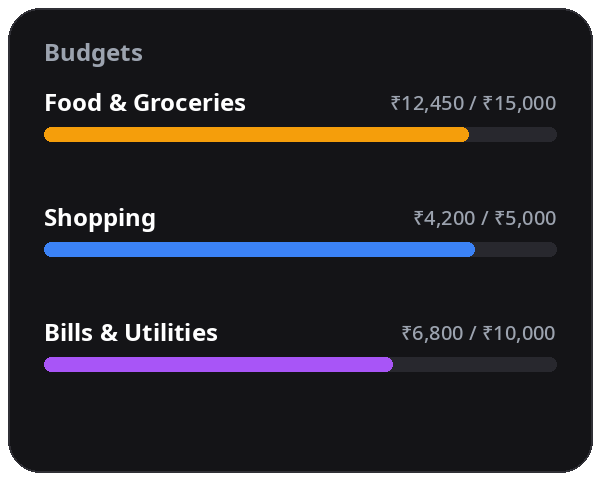 Budgets
Food & Groceries ₹12,450 / ₹15,000
Shopping ₹4,200 / ₹5,000
Bills & Utilities ₹6,800 / ₹10,000